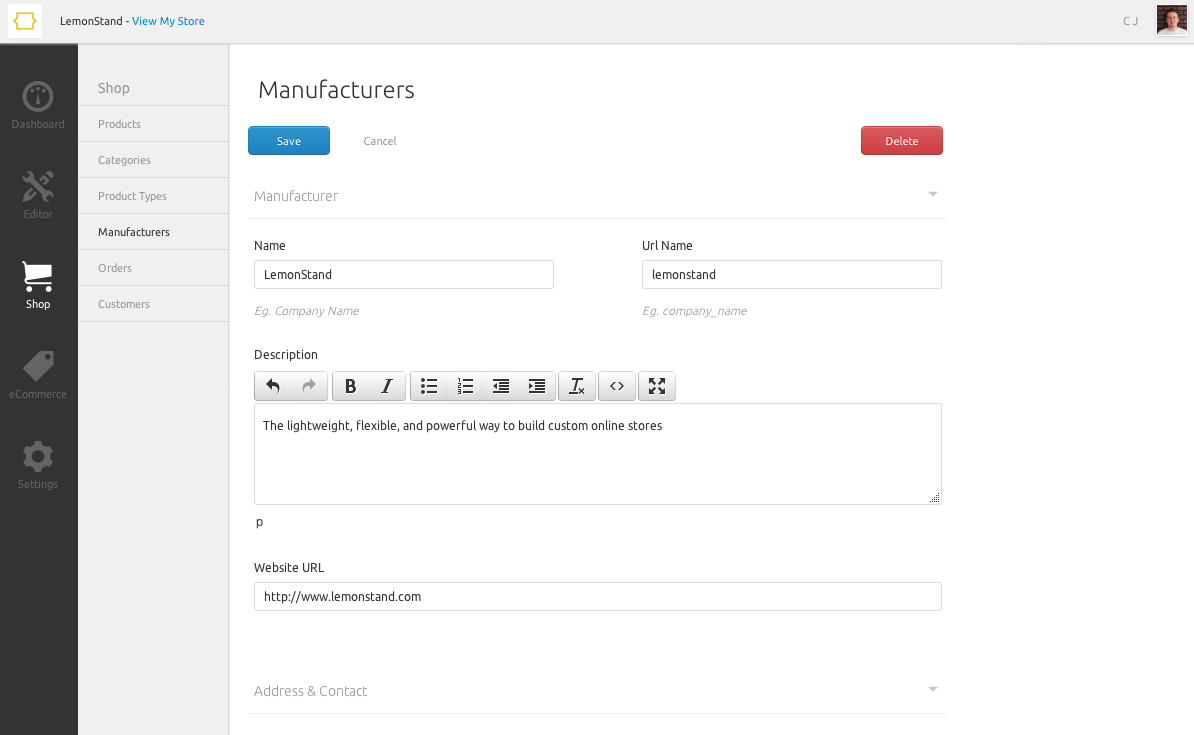 LemonStand - View My Store
C J
Dashboard
Editor
Shop
eCommerce
Settings
Shop
Products
Categories
Product Types
Manufacturers
Orders
Customers
Manufacturers
Save
Cancel
Delete
Manufacturer
Name
Url Name
LemonStand
lemonstand
Eg. Company Name
Eg. company_name
Description
The lightweight, flexible, and powerful way to build custom online stores
p
Website URL
http://www.lemonstand.com
Address & Contact